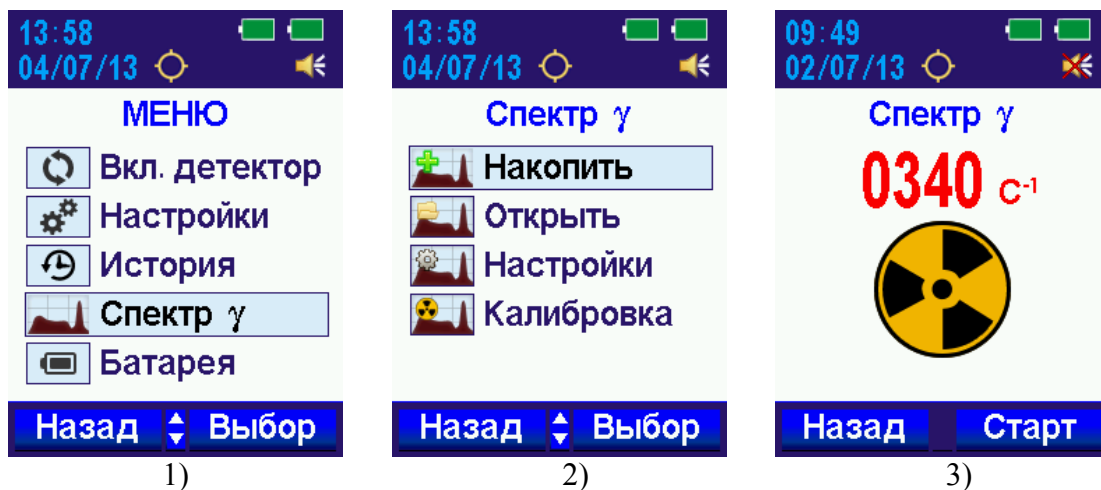 13:58
04/07/13
МЕНЮ
Вкл. детектор
Настройки
История
Спектр γ
Батарея
Назад Выбор
1)
13:58
04/07/13
Спектр γ
Накопить
Открыть
Настройки
Калибровка
Назад Выбор
2)
09:49
02/07/13
Спектр γ
0340 С⁻¹
Назад Старт
3)